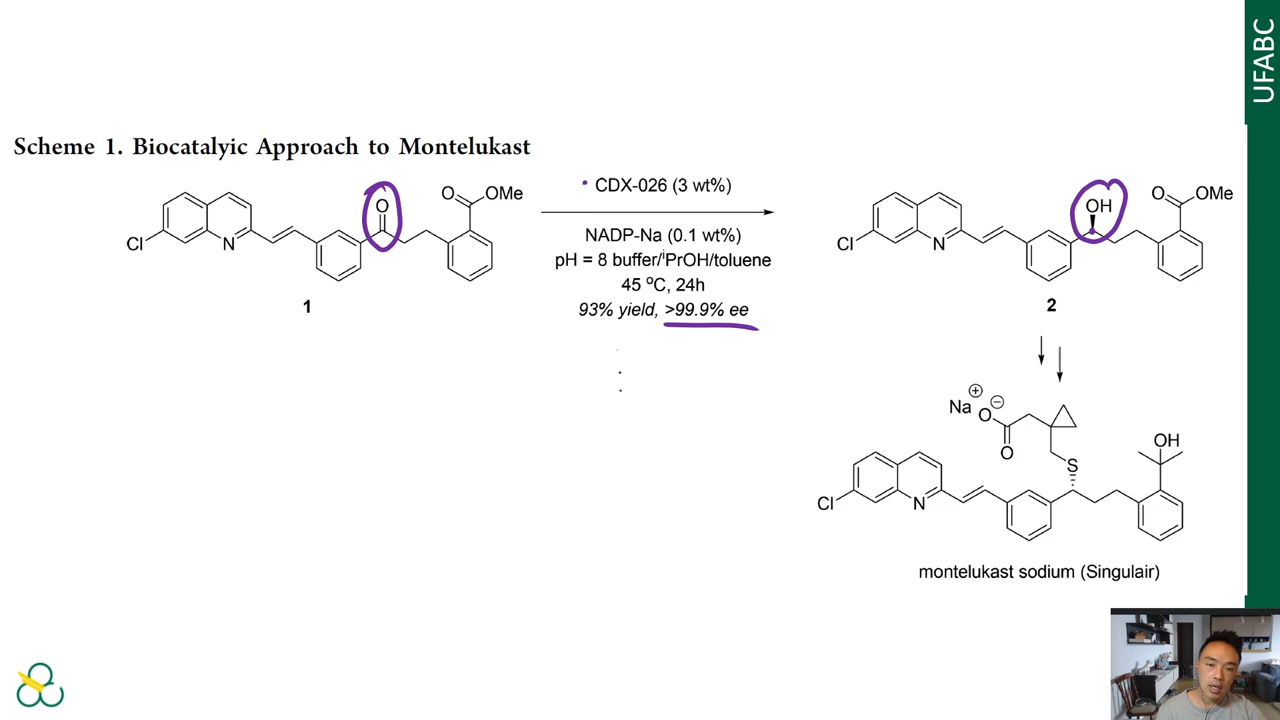 UFABC
Scheme 1. Biocatalyic Approach to Montelukast
CDX-026 (3 wt%)
NADP-Na (0.1 wt%)
pH = 8 buffer/ⁱPrOH/toluene
45 ºC, 24h
93% yield, >99.9% ee
Cl
N
O
O
OMe
1
Cl
N
OH
O
OMe
2
Na
⊕
O
⊖
O
S
OH
Cl
N
montelukast sodium (Singulair)